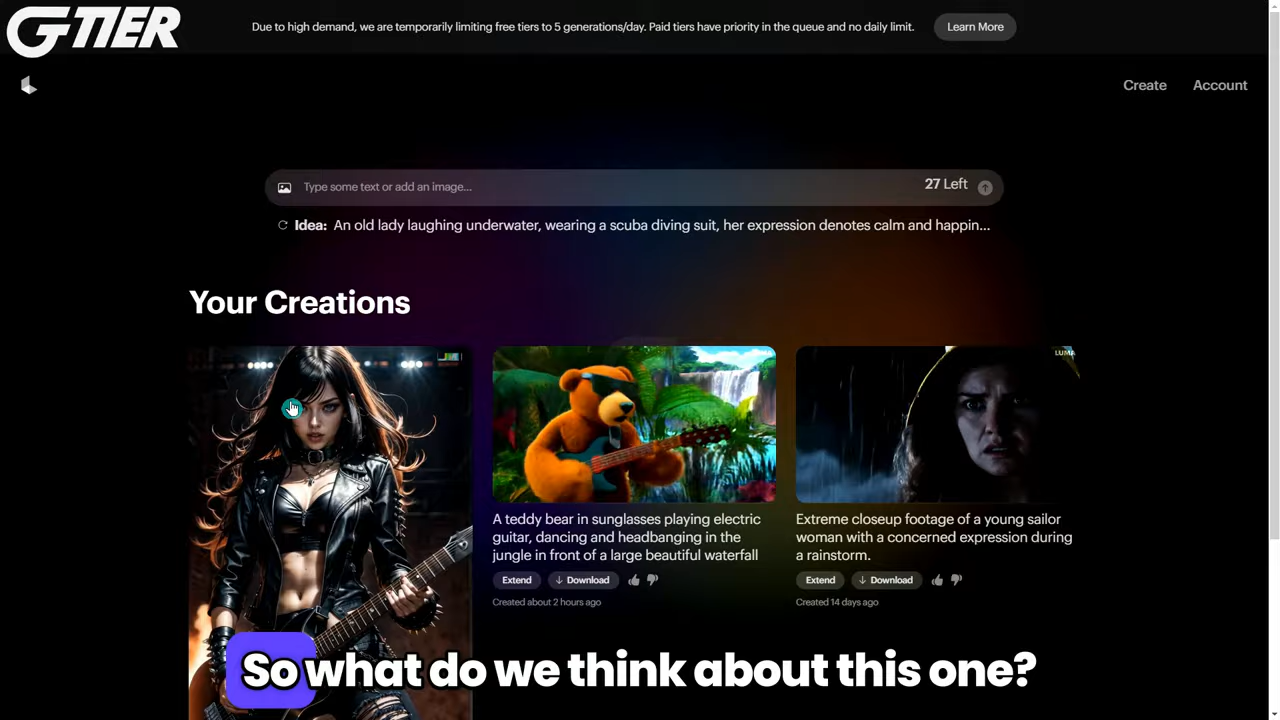 GTIER
Due to high demand, we are temporarily limiting free tiers to 5 generations/day. Paid tiers have priority in the queue and no daily limit.
Learn More
Create
Account
Type some text or add an image...
27 Left
Idea: An old lady laughing underwater, wearing a scuba diving suit, her expression denotes calm and happin...
Your Creations
LUMA
LUMA
A teddy bear in sunglasses playing electric
guitar, dancing and headbanging in the
jungle in front of a large beautiful waterfall
Extend
Download
Created about 2 hours ago
Extreme closeup footage of a young sailor
woman with a concerned expression during
a rainstorm.
Extend
Download
Created 14 days ago
So what do we think about this one?